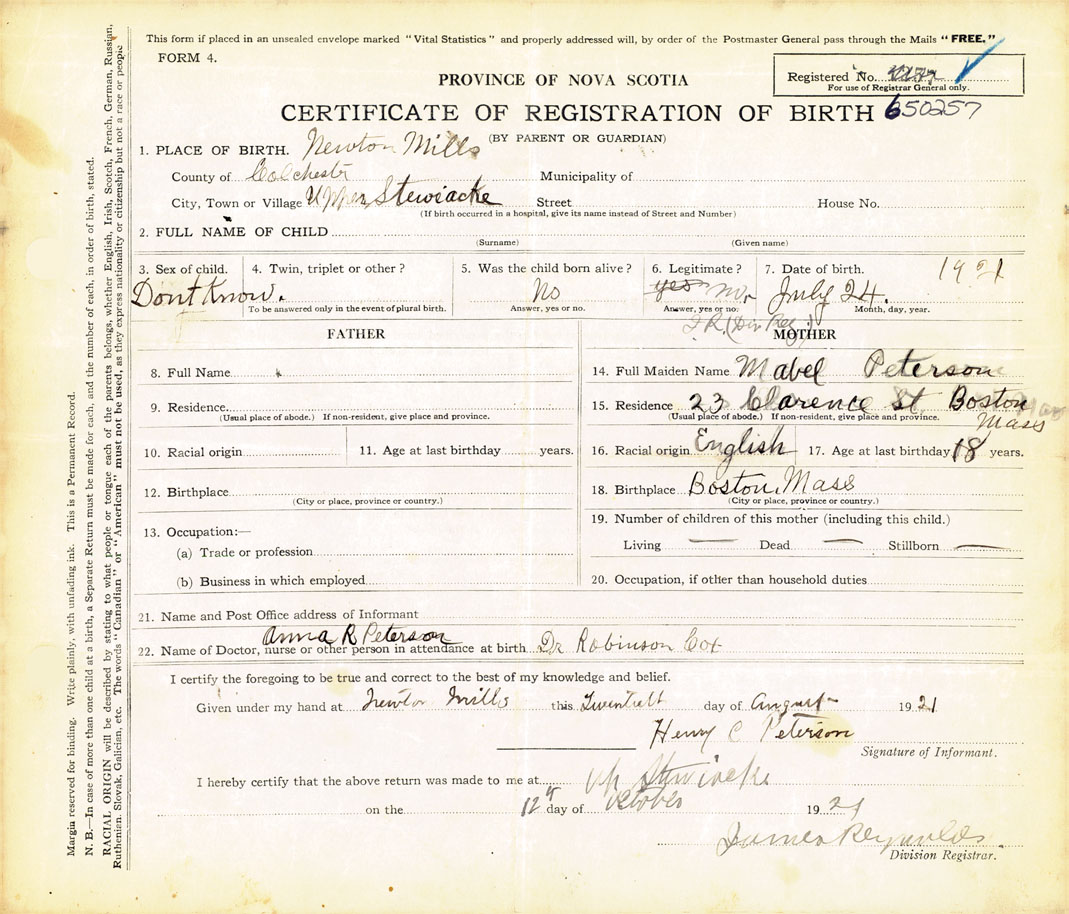 This form if placed in an unsealed envelope marked "Vital Statistics" and properly addressed will, by order of the Postmaster General pass through the Mails "FREE."
FORM 4.
Registered No.
For use of Registrar General only.
PROVINCE OF NOVA SCOTIA
CERTIFICATE OF REGISTRATION OF BIRTH 650257
(BY PARENT OR GUARDIAN)
1. PLACE OF BIRTH. Newton Mills
County of Colchester Municipality of
City, Town or Village Upper Stewiacke Street House No.
(If birth occurred in a hospital, give its name instead of Street and Number)
2. FULL NAME OF CHILD
(Surname) (Given name)
3. Sex of child. 4. Twin, triplet or other? 5. Was the child born alive? 6. Legitimate? 7. Date of birth. 1921
Dont Know. No yes no. July 24.
To be answered only in the event of plural birth. Answer, yes or no. Answer, yes or no. Month, day, year.
J.R. (Div Reg.)
FATHER MOTHER
8. Full Name 14. Full Maiden Name Mabel Peterson
9. Residence 15. Residence 23 Clarence St Boston
(Usual place of abode.) If non-resident, give place and province. (Usual place of abode.) If non-resident, give place and province. Mass
10. Racial origin 11. Age at last birthday years. 16. Racial origin English 17. Age at last birthday 18 years.
12. Birthplace 18. Birthplace Boston, Mass
(City or place, province or country.) (City or place, province or country.)
13. Occupation:— 19. Number of children of this mother (including this child.)
(a) Trade or profession Living — Dead — Stillborn —
(b) Business in which employed 20. Occupation, if other than household duties
21. Name and Post Office address of Informant
Anna R Peterson
22. Name of Doctor, nurse or other person in attendance at birth Dr Robinson Cox
I certify the foregoing to be true and correct to the best of my knowledge and belief.
Given under my hand at Newton Mills this Twentieth day of August 1921
Henry C Peterson
Signature of Informant.
I hereby certify that the above return was made to me at Up Stewiacke
on the 12th day of October 1921
James Reynolds
Division Registrar.
Margin reserved for binding. Write plainly, with unfading ink. This is a Permanent Record.
N. B.—In case of more than one child at a birth, a Separate Return must be made for each, and the number of each, in order of birth, stated.
RACIAL ORIGIN will be described by stating to what people or tongue each of the parents belongs, whether English, Irish, Scotch, French, German, Russian,
Ruthenian, Slovak, Galician, etc. The words "Canadian" or "American" must not be used, as they express nationality or citizenship but not a race or people